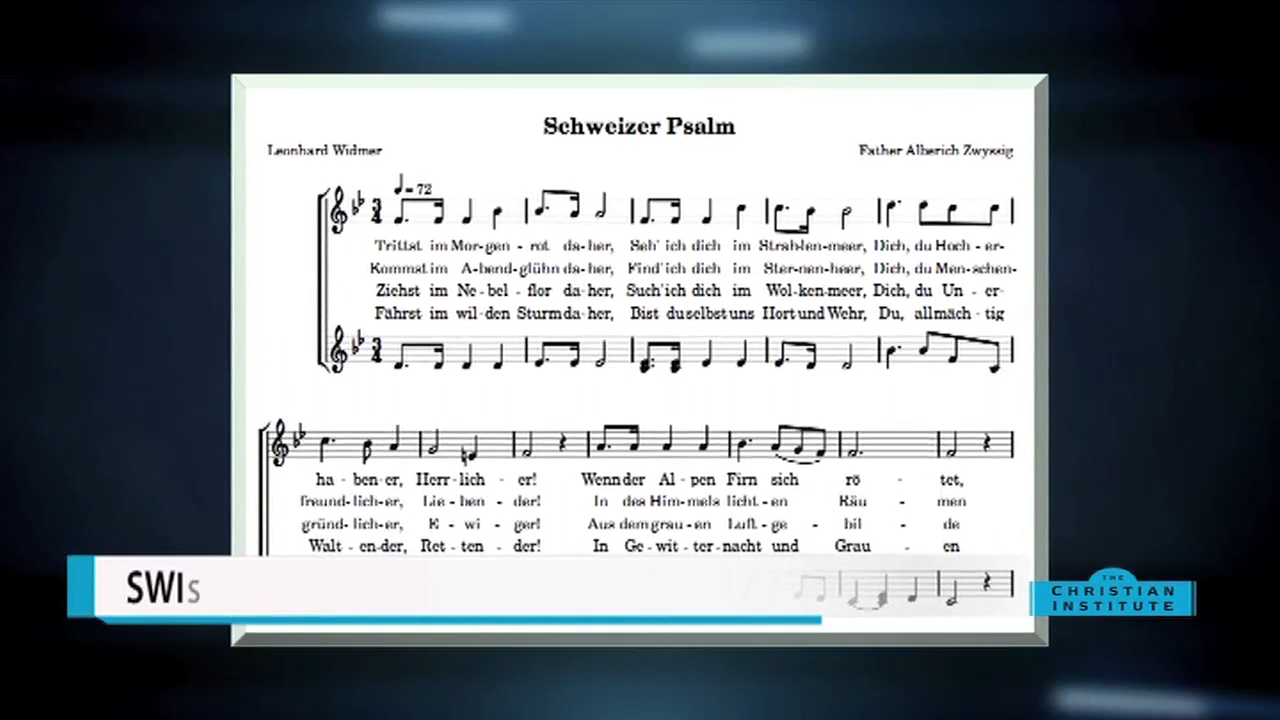 Schweizer Psalm
Leonhard Widmer
Father Alberich Zwyssig
= 72
3
4
Trittst im Mor-gen - rot da-her, Seh' ich dich im Strah-len-meer, Dich, du Hoch - er-
Kommst im A-bend-glühn da-her, Find' ich dich im Ster-nen-heer, Dich, du Men-schen-
Ziehst im Ne-bel - flor da-her, Such' ich dich im Wol-ken-meer, Dich, du Un - er-
Fährst im wil-den Sturm da-her, Bist du selbst uns Hort und Wehr, Du, allmäch - tig
3
4
ha - ben-er, Herr-lich - er! Wenn der Al - pen Firn sich rö - tet,
freund-lich-er, Lie-ben - der! In des Him-mels licht-en Räu - men
gründ-lich-er, E - wi - ger! Aus dem grau-en Luft-ge - bil - de
Walt-en-der, Ret-ten - der! In Ge-wit-ter-nacht und Grau - en
SWIS
THE
CHRISTIAN
INSTITUTE